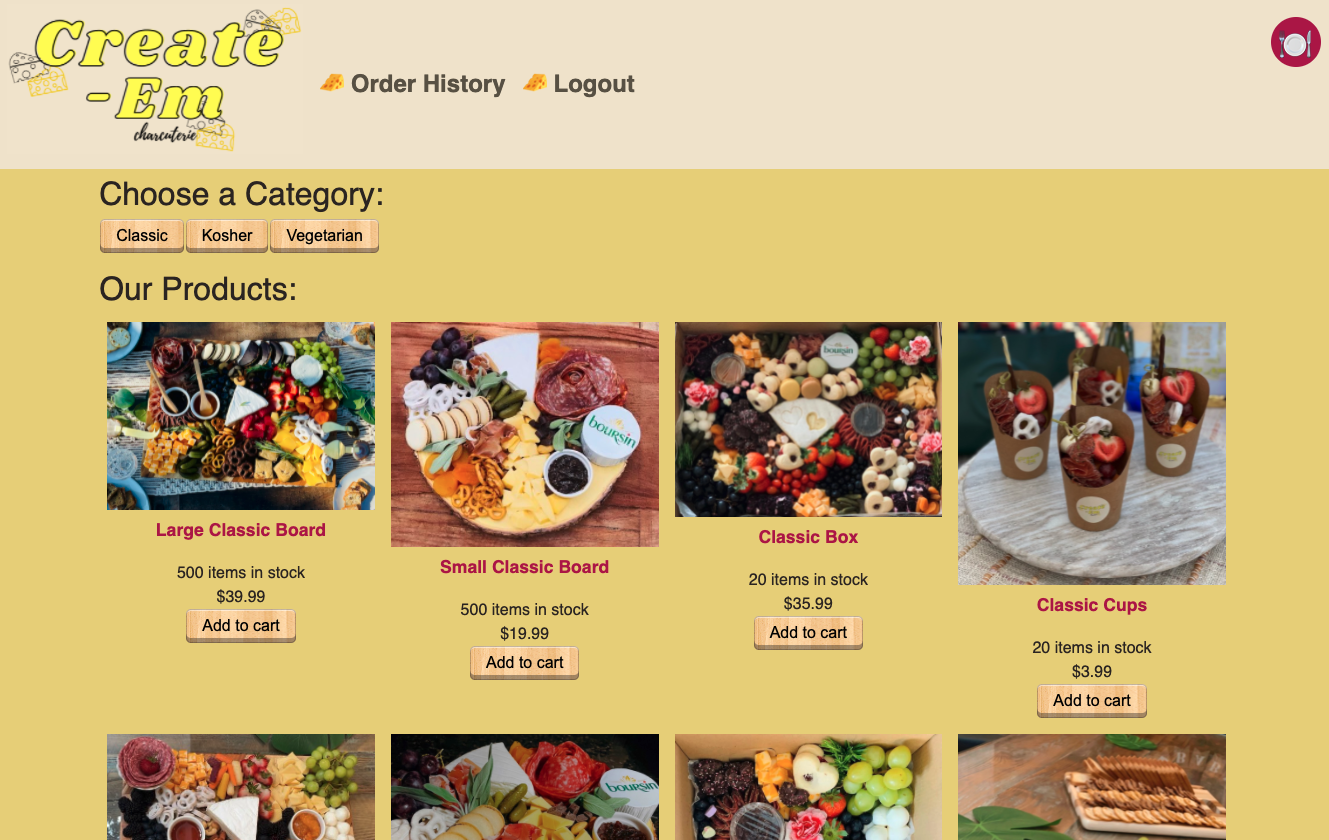 Create
-Em
charcuterie
Order History
Logout
Choose a Category:
Classic
Kosher
Vegetarian
Our Products:
boursin
boursin
Large Classic Board
500 items in stock
$39.99
Add to cart
Small Classic Board
500 items in stock
$19.99
Add to cart
Classic Box
20 items in stock
$35.99
Add to cart
Classic Cups
20 items in stock
$3.99
Add to cart
boursin